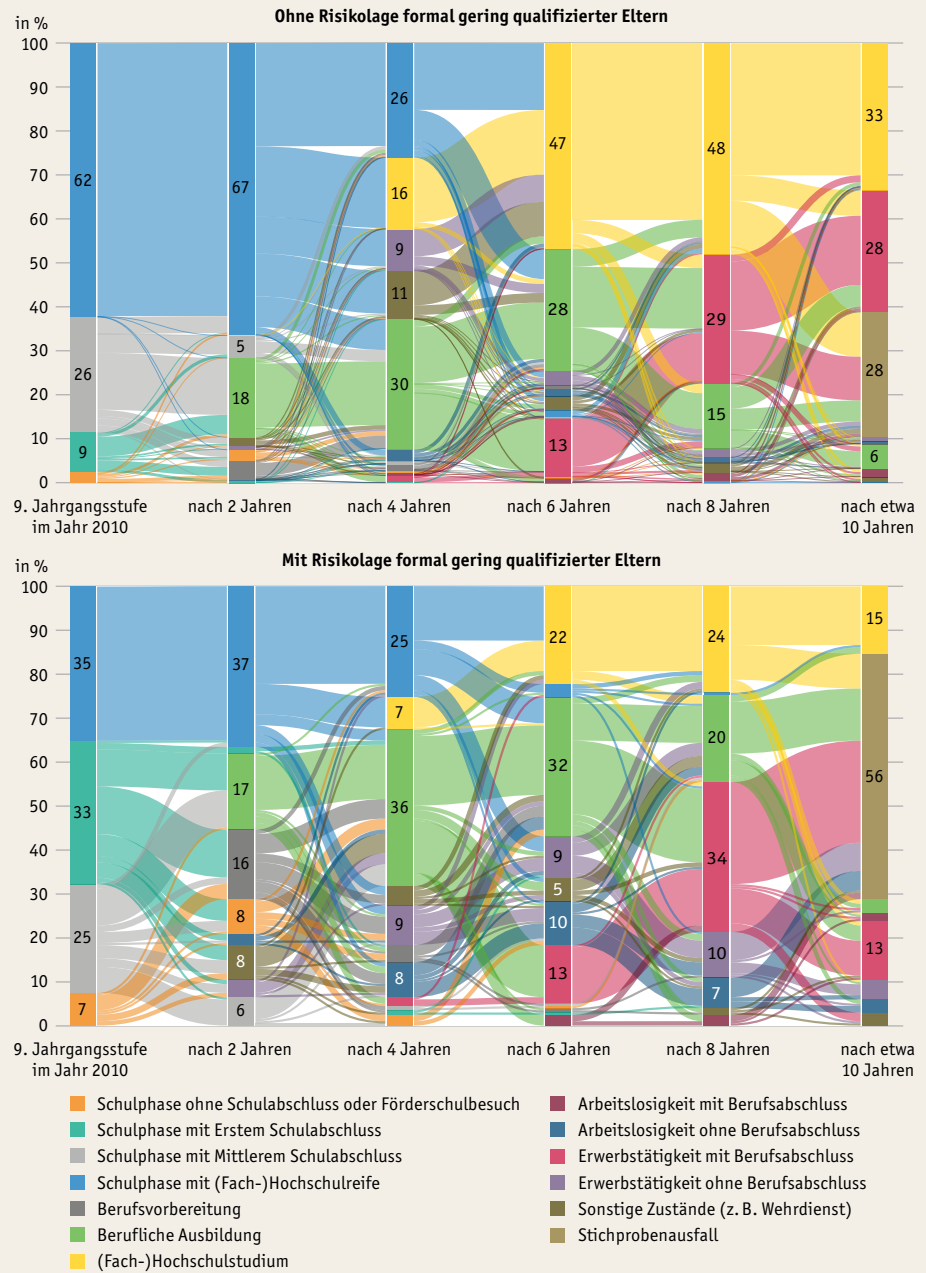 Ohne Risikolage formal gering qualifizierter Eltern
in %
100
90
80
70
60
50
40
30
20
10
0
62
26
9
67
5
18
26
16
9
11
30
47
28
13
48
29
15
33
28
28
6
9. Jahrgangsstufe
im Jahr 2010
nach 2 Jahren
nach 4 Jahren
nach 6 Jahren
nach 8 Jahren
nach etwa
10 Jahren
Mit Risikolage formal gering qualifizierter Eltern
in %
100
90
80
70
60
50
40
30
20
10
0
35
33
25
7
37
17
16
8
8
6
25
7
36
9
8
22
32
9
5
10
13
24
20
34
10
7
15
56
13
9. Jahrgangsstufe
im Jahr 2010
nach 2 Jahren
nach 4 Jahren
nach 6 Jahren
nach 8 Jahren
nach etwa
10 Jahren
Schulphase ohne Schulabschluss oder Förderschulbesuch
Schulphase mit Erstem Schulabschluss
Schulphase mit Mittlerem Schulabschluss
Schulphase mit (Fach-)Hochschulreife
Berufsvorbereitung
Berufliche Ausbildung
(Fach-)Hochschulstudium
Arbeitslosigkeit mit Berufsabschluss
Arbeitslosigkeit ohne Berufsabschluss
Erwerbstätigkeit mit Berufsabschluss
Erwerbstätigkeit ohne Berufsabschluss
Sonstige Zustände (z. B. Wehrdienst)
Stichprobenausfall